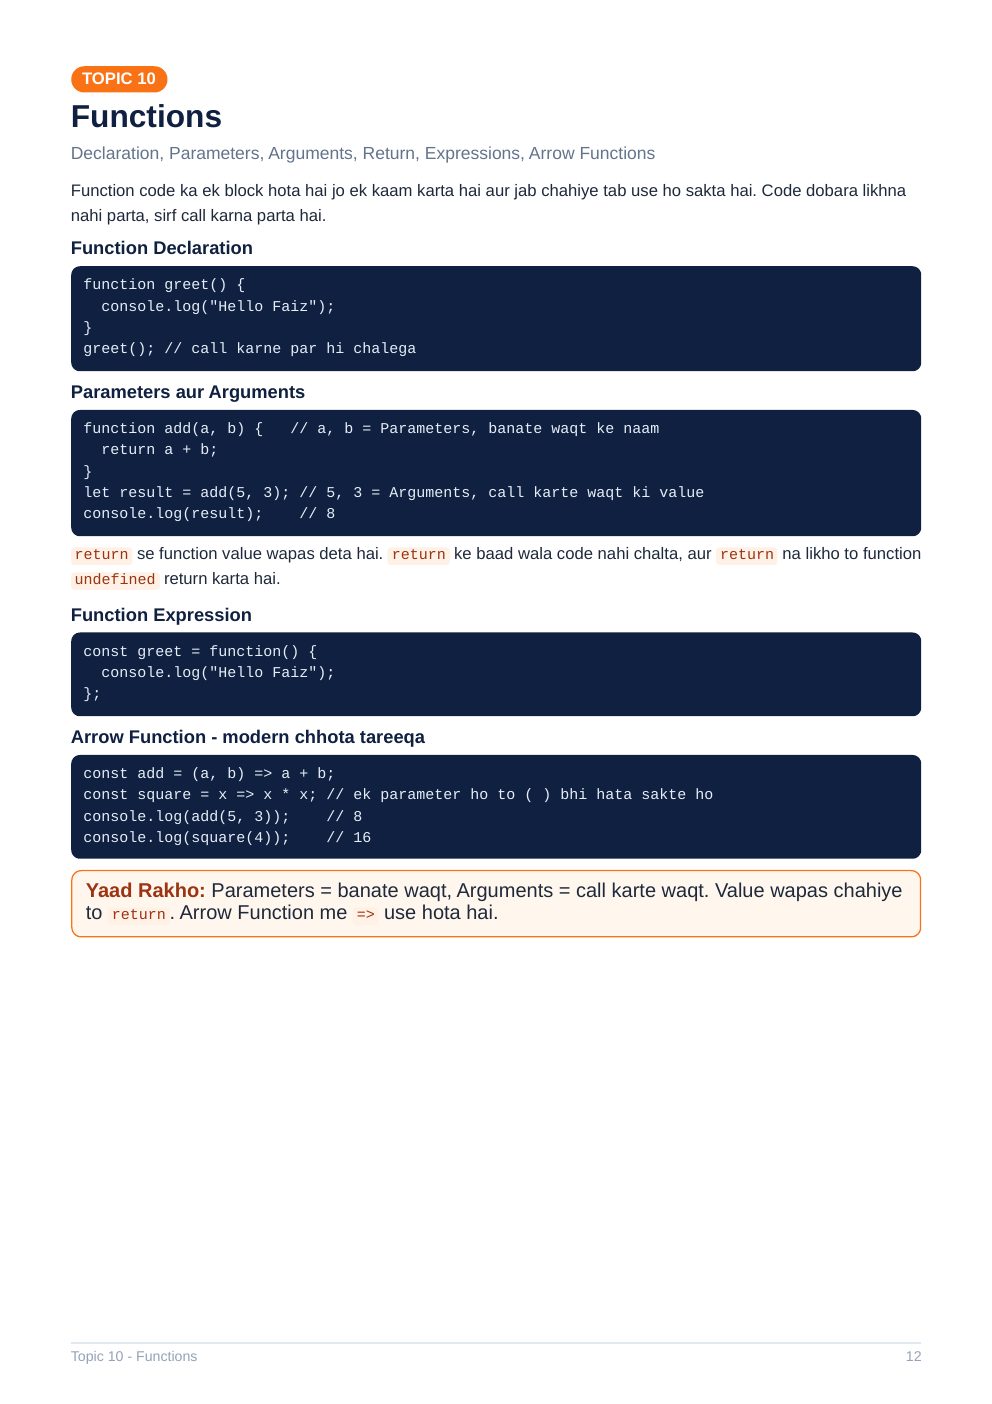 TOPIC 10
Functions
Declaration, Parameters, Arguments, Return, Expressions, Arrow Functions
Function code ka ek block hota hai jo ek kaam karta hai aur jab chahiye tab use ho sakta hai. Code dobara likhna
nahi parta, sirf call karna parta hai.
Function Declaration
function greet() {
  console.log("Hello Faiz");
}
greet(); // call karne par hi chalega
Parameters aur Arguments
function add(a, b) {   // a, b = Parameters, banate waqt ke naam
  return a + b;
}
let result = add(5, 3); // 5, 3 = Arguments, call karte waqt ki value
console.log(result);    // 8
return se function value wapas deta hai. return ke baad wala code nahi chalta, aur return na likho to function
undefined return karta hai.
Function Expression
const greet = function() {
  console.log("Hello Faiz");
};
Arrow Function - modern chhota tareeqa
const add = (a, b) => a + b;
const square = x => x * x; // ek parameter ho to ( ) bhi hata sakte ho
console.log(add(5, 3));    // 8
console.log(square(4));    // 16
Yaad Rakho: Parameters = banate waqt, Arguments = call karte waqt. Value wapas chahiye
to return. Arrow Function me => use hota hai.
Topic 10 - Functions
12